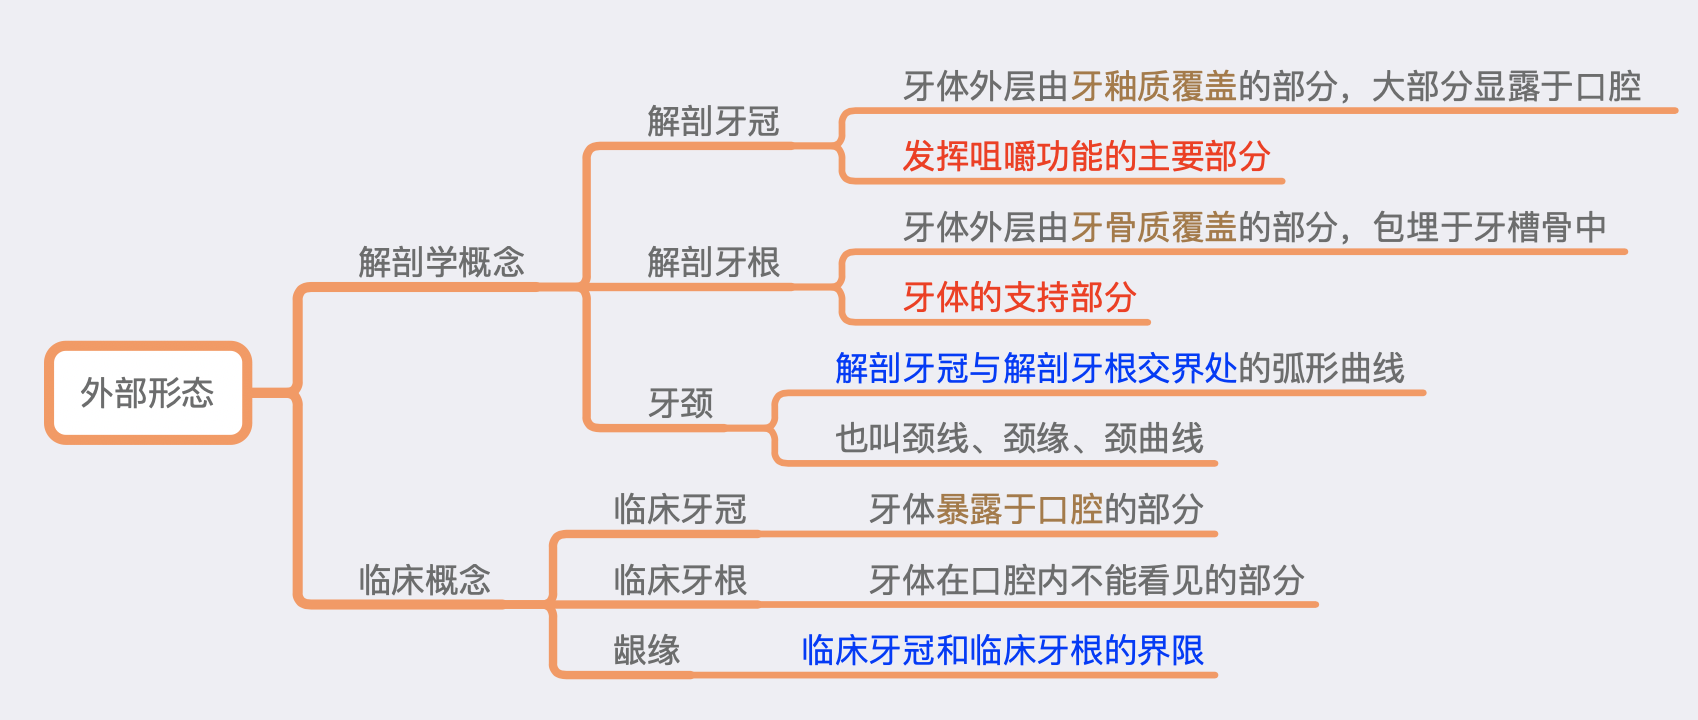 外部形态
解剖学概念
解剖牙冠
牙体外层由牙釉质覆盖的部分，大部分显露于口腔
发挥咀嚼功能的主要部分
解剖牙根
牙体外层由牙骨质覆盖的部分，包埋于牙槽骨中
牙体的支持部分
牙颈
解剖牙冠与解剖牙根交界处的弧形曲线
也叫颈线、颈缘、颈曲线
临床概念
临床牙冠
牙体暴露于口腔的部分
临床牙根
牙体在口腔内不能看见的部分
龈缘
临床牙冠和临床牙根的界限